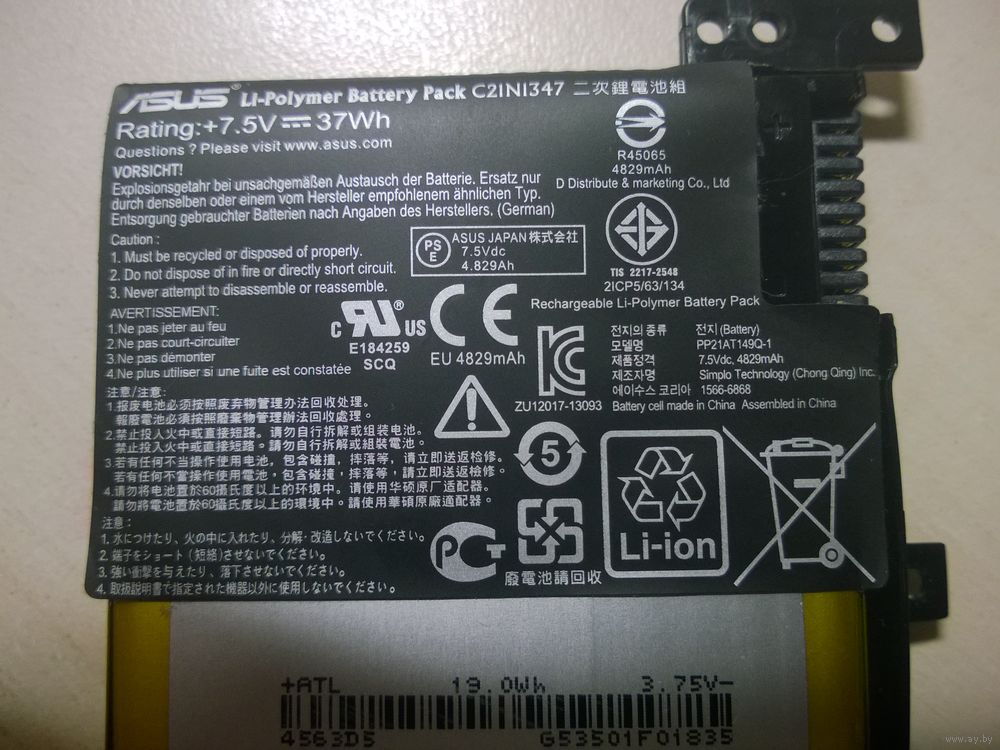 ASUS® Li-Polymer Battery Pack C21N1347 二次鋰電池組
Rating:+7.5V⎓37Wh
Questions ? Please visit www.asus.com
R45065
4829mAh
D Distribute & marketing Co., Ltd
VORSICHT!
Explosionsgetahr bei unsachgemäßen Austausch der Batterie. Ersatz nur
durch denselben oder einem vom Hersteller empfohlenem ähnlichen Typ.
Entsorgung gebrauchter Batterien nach Angaben des Herstellers. (German)
Caution :
1. Must be recycled or disposed of properly.
2. Do not dispose of in fire or directly short circuit.
3. Never attempt to disassemble or reassemble.
PS
E
ASUS JAPAN株式会社
7.5Vdc
4.829Ah
TIS 2217-2548
2ICP5/63/134
Rechargeable Li-Polymer Battery Pack
AVERTISSEMENT:
1.Ne pas jeter au feu
2.Ne pas court-circuiter
3.Ne pas démonter
4.Ne plus utiliser si une fuite est constatée
c RU® US
E184259
SCQ
CE
EU 4829mAh
ZU12017-13093
전지의 종류 전지 (Battery)
모델명 PP21AT149Q-1
제품정격 7.5Vdc, 4829mAh
제조자명 Simplo Technology (Chong Qing) Inc.
에이수스 코리아 1566-6868
Battery cell made in China Assembled in China
注意/注意:
1.报废电池必须按照废弃物管理办法回收处理。
報廢電池必須按照廢棄物管理辦法回收處理。
2.禁止投入火中或直接短路。请勿自行拆解或组装电池。
禁止投入火中或直接短路。請勿自行拆解或組裝電池。
3.若有任何不当操作使用电池，包含碰撞，摔落等，请立即送返检修。
若有任何不當操作使用電池，包含碰撞，摔落等，請立即送返檢修。
4.请勿将电池置於60攝氏度以上的环境中。请使用华硕原厂适配器。
請勿將電池置於60攝氏度以上的環境中。請使用華碩原廠適配器。
注意：
1. 水につけたり、火の中に入れたり、分解・改造しないでください。
2. 端子をショート（短絡）させないでください。
3. 強い衝撃を与えたり、落下させないでください。
4. 取扱説明書で指定された機器以外に使用しないでください。
5
廢電池請回收
Li-ion
+ATL 19.0Wh 3.75V-
4563D5 G53501F01835
www.ay.by